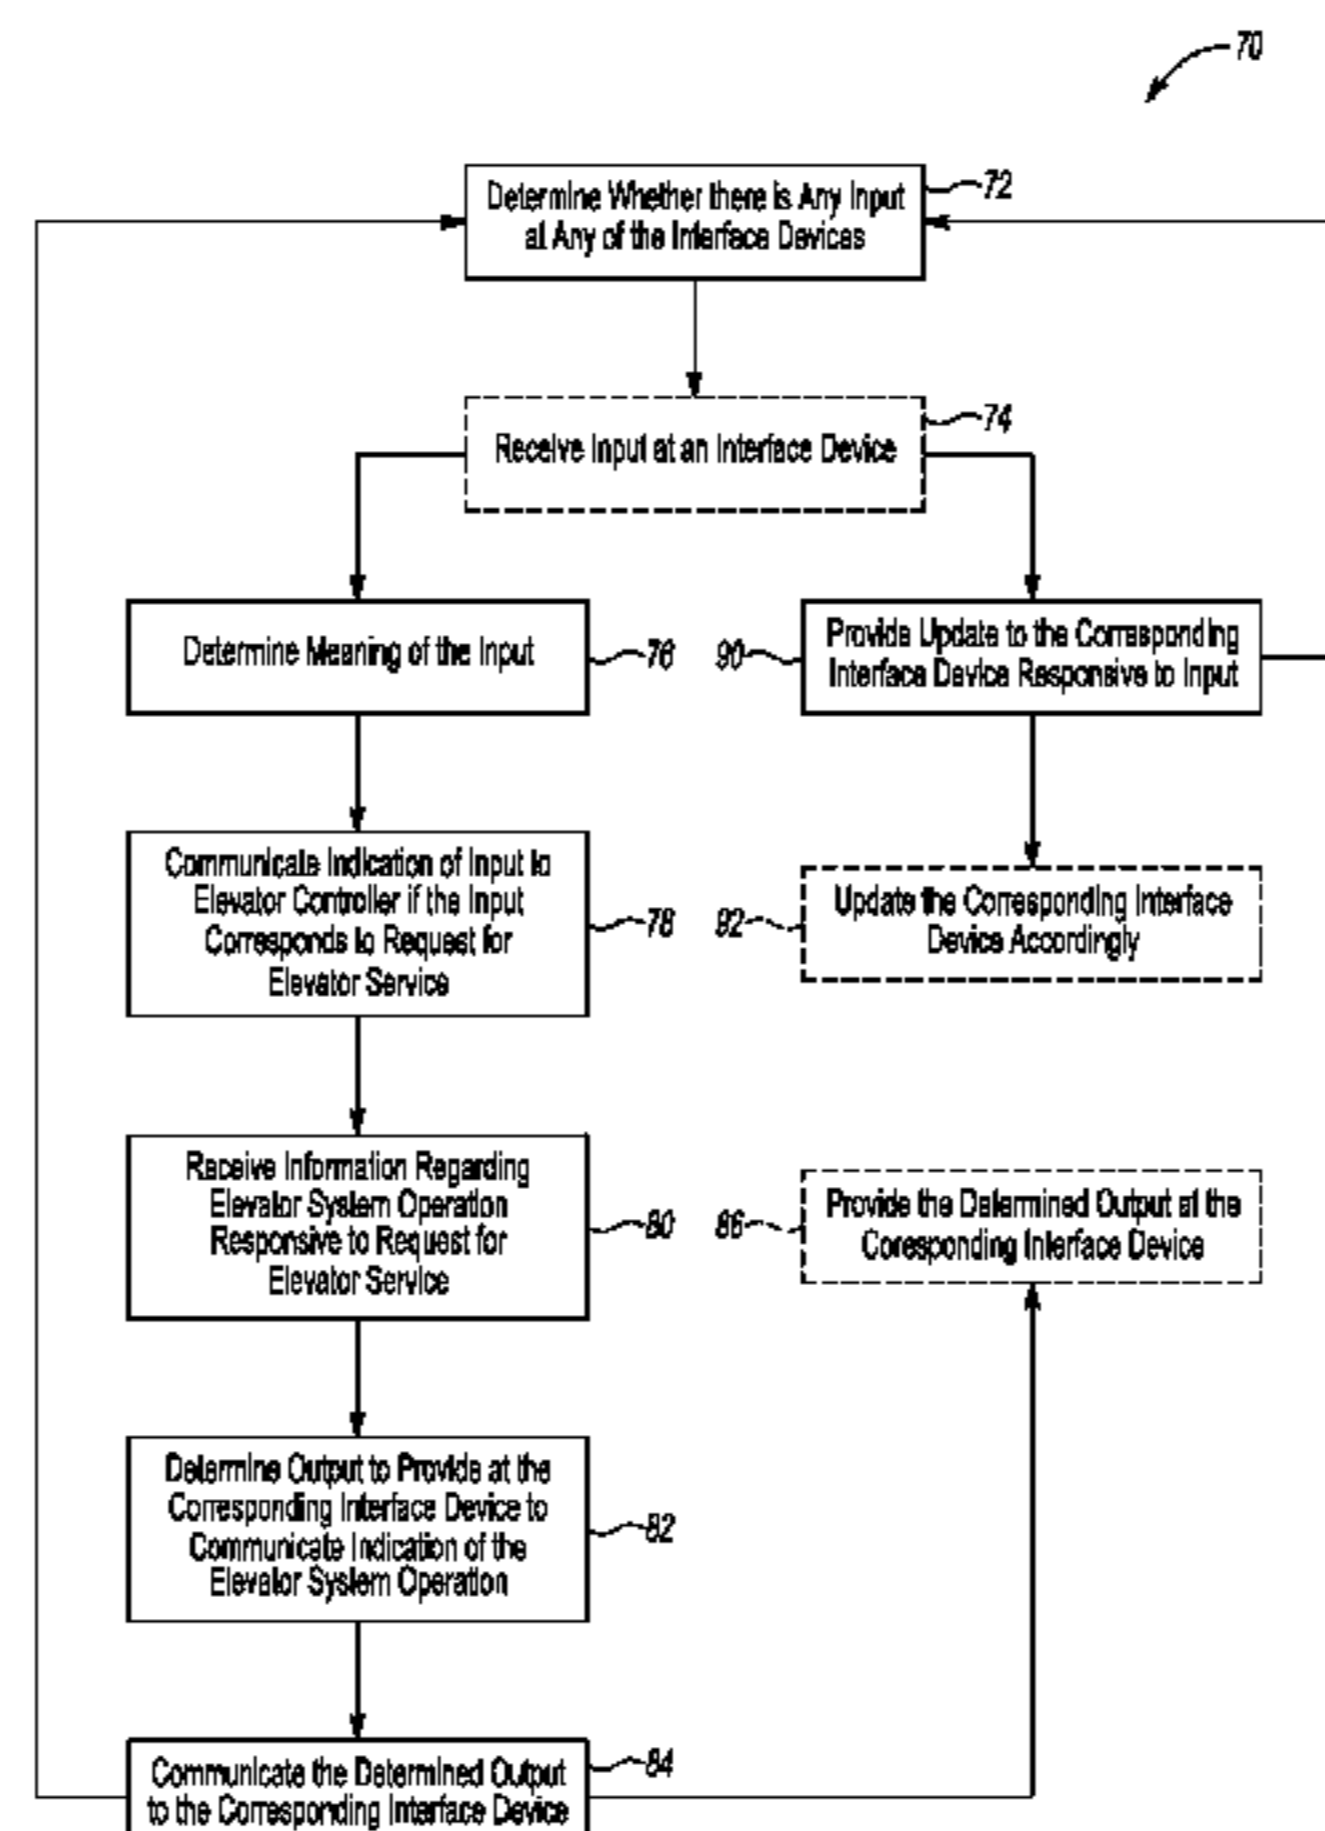 70
Determine Whether there is Any Input
at Any of the Interface Devices
72
Receive Input at an Interface Device
74
Determine Meaning of the Input
76
90
Provide Update to the Corresponding
Interface Device Responsive to Input
Communicate Indication of Input to
Elevator Controller if the Input
Corresponds to Request for
Elevator Service
78
92
Update the Corresponding Interface
Device Accordingly
Receive Information Regarding
Elevator System Operation
Responsive to Request for
Elevator Service
80
86
Provide the Determined Output at the
Coresponding Interface Device
Determine Output to Provide at the
Corresponding Interface Device to
Communicate Indication of the
Elevator System Operation
82
Communicate the Determined Output
to the Corresponding Interface Device
84